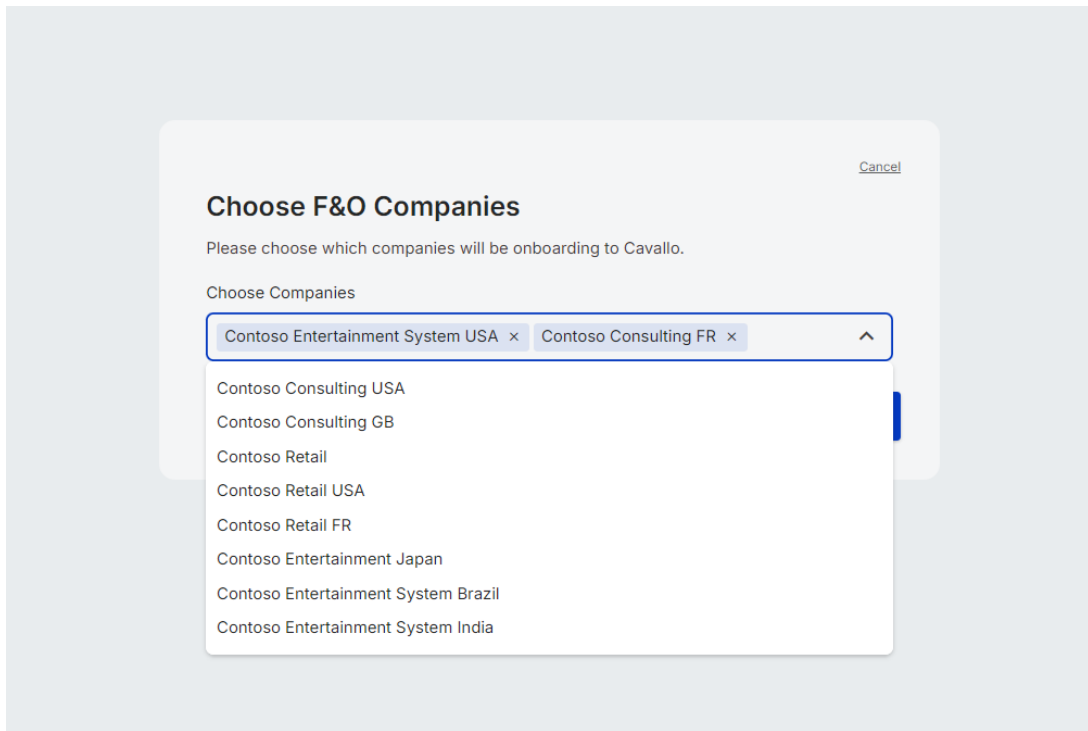 Cancel
Choose F&O Companies
Please choose which companies will be onboarding to Cavallo.
Choose Companies
Contoso Entertainment System USA × Contoso Consulting FR ×
Contoso Consulting USA
Contoso Consulting GB
Contoso Retail
Contoso Retail USA
Contoso Retail FR
Contoso Entertainment Japan
Contoso Entertainment System Brazil
Contoso Entertainment System India